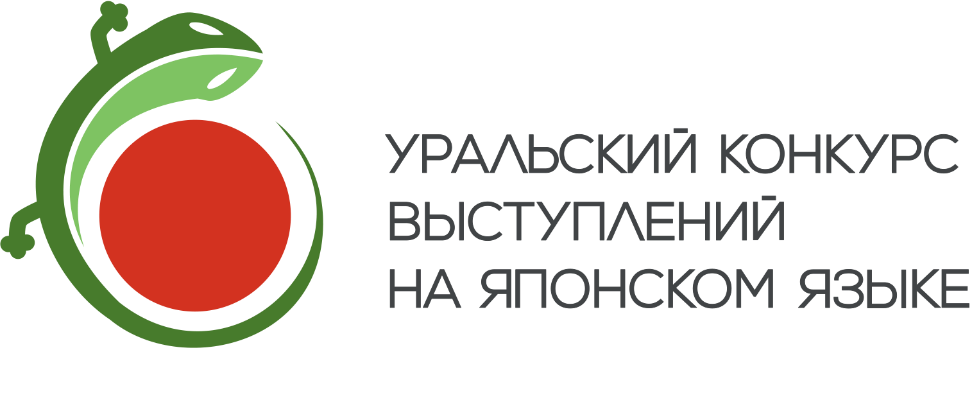 УРАЛЬСКИЙ КОНКУРС
ВЫСТУПЛЕНИЙ
НА ЯПОНСКОМ ЯЗЫКЕ